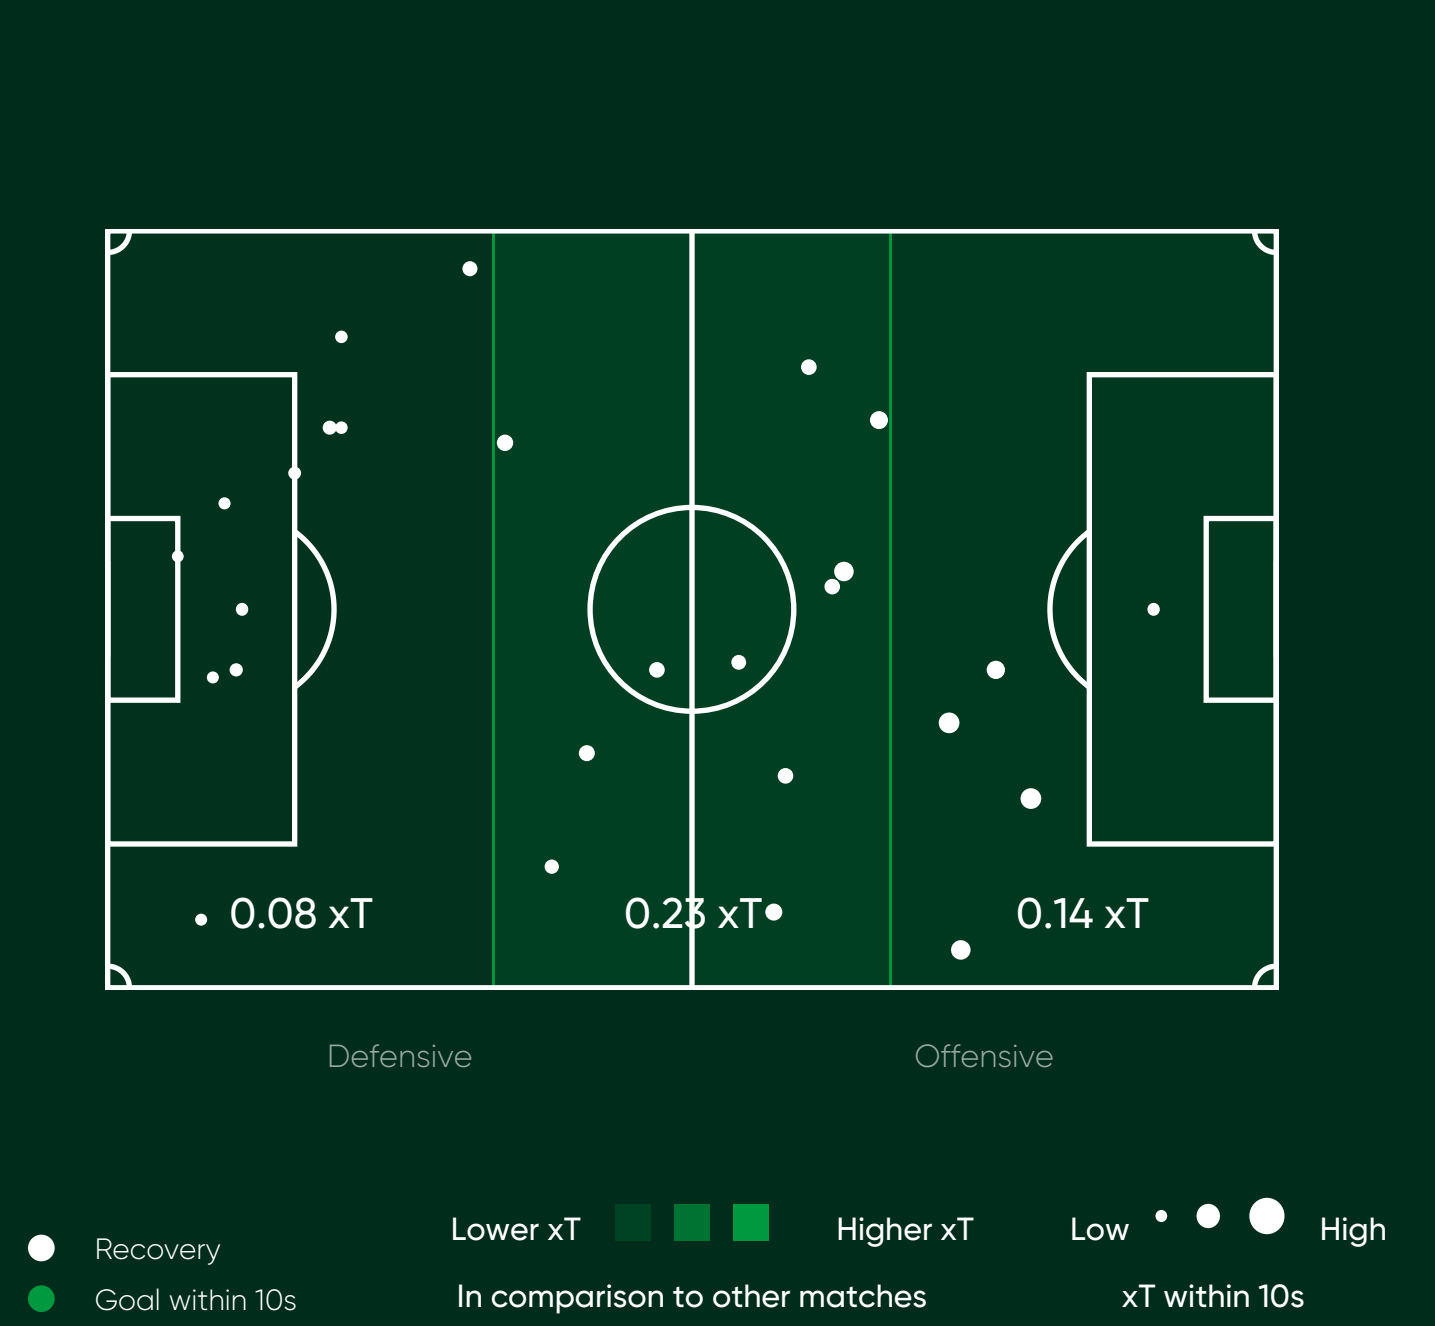 0.08 xT
0.23 xT
0.14 xT
Defensive
Offensive
Lower xT
Higher xT
Low
High
Recovery
Goal within 10s
In comparison to other matches
xT within 10s